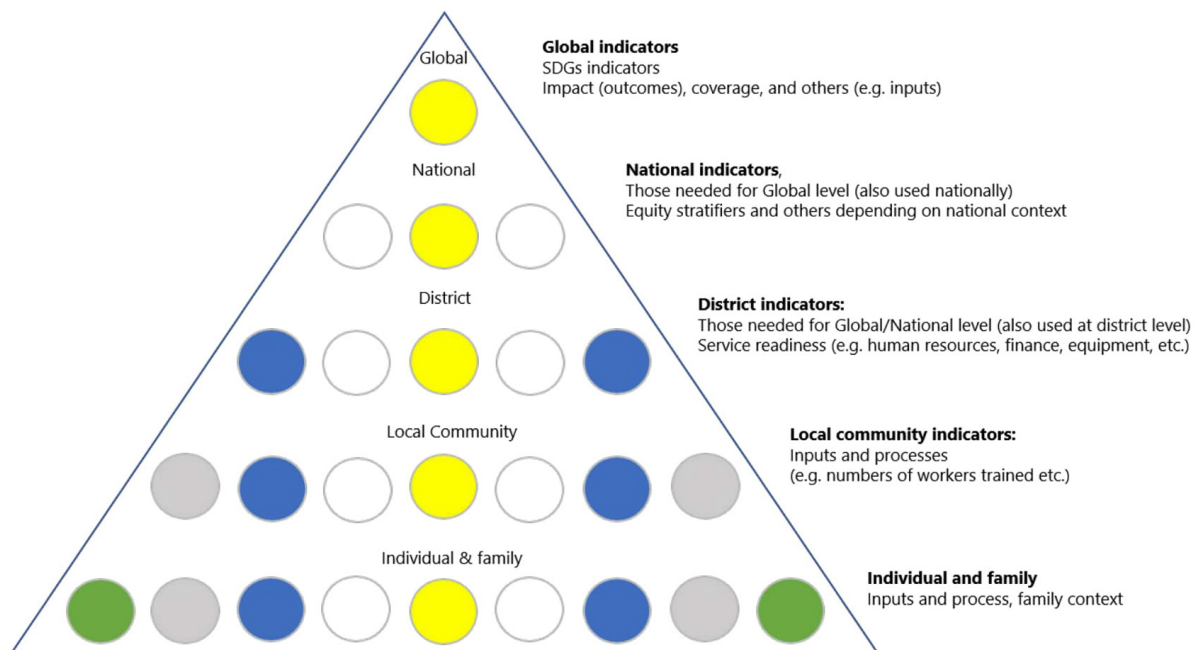 Global
Global indicators
SDGs indicators
Impact (outcomes), coverage, and others (e.g. inputs)
National
National indicators,
Those needed for Global level (also used nationally)
Equity stratifiers and others depending on national context
District
District indicators:
Those needed for Global/National level (also used at district level)
Service readiness (e.g. human resources, finance, equipment, etc.)
Local Community
Local community indicators:
Inputs and processes
(e.g. numbers of workers trained etc.)
Individual & family
Individual and family
Inputs and process, family context